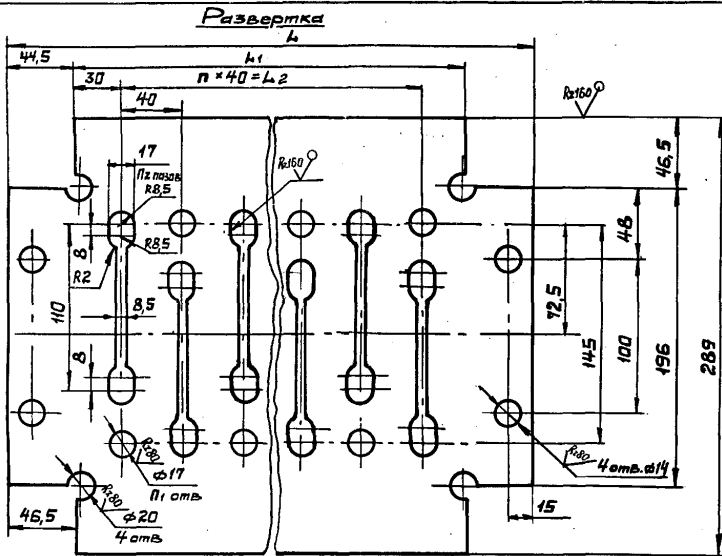 Развертка
L
44,5
L1
30
n × 40 = L2
40
Rz160
Rz160
17
n2 пазов
R8,5
R8,5
8
R2
110
8,5
8
46,5
48
72,5
145
100
196
289
Rz80
φ17
n1 отв
Rz80
φ20
4 отв
46,5
Rz80
4 отв. φ14
15